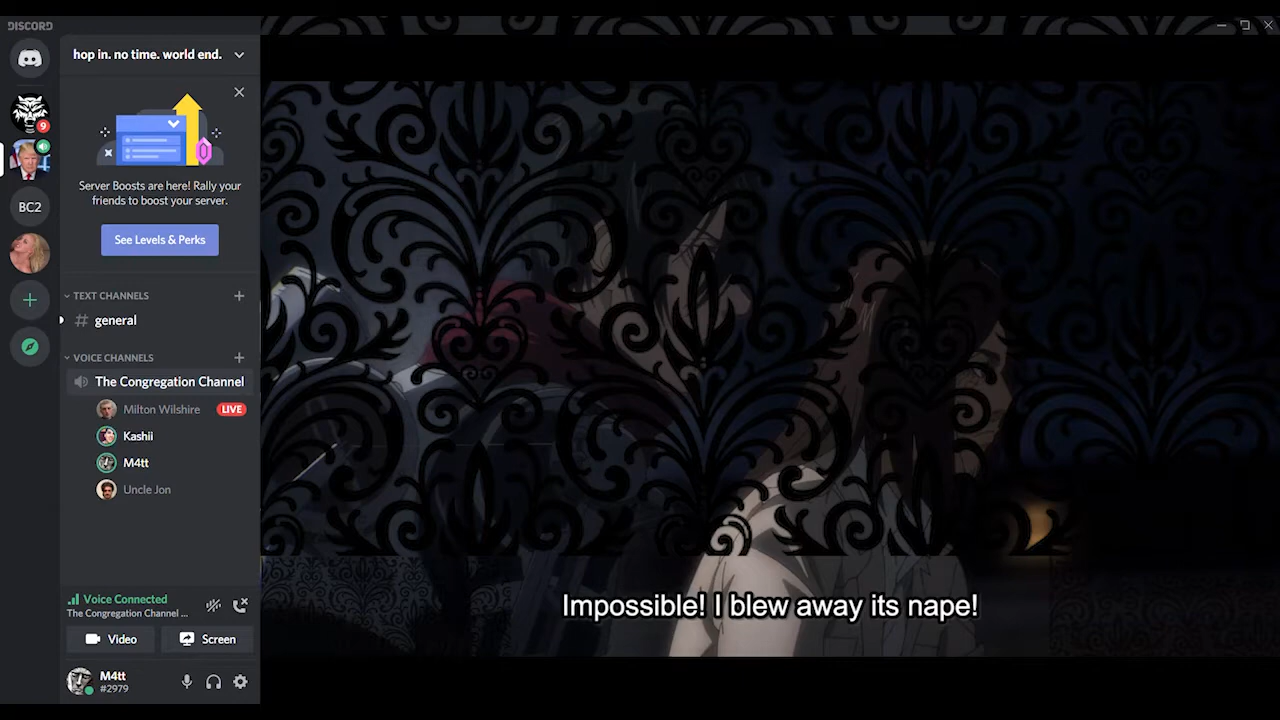 DISCORD
hop in. no time. world end.
9
BC2
Server Boosts are here! Rally your
friends to boost your server.
See Levels & Perks
TEXT CHANNELS
# general
VOICE CHANNELS
The Congregation Channel
Milton Wilshire LIVE
Kashii
M4tt
Uncle Jon
Voice Connected
The Congregation Channel ...
Video Screen
M4tt
#2979
Impossible! I blew away its nape!